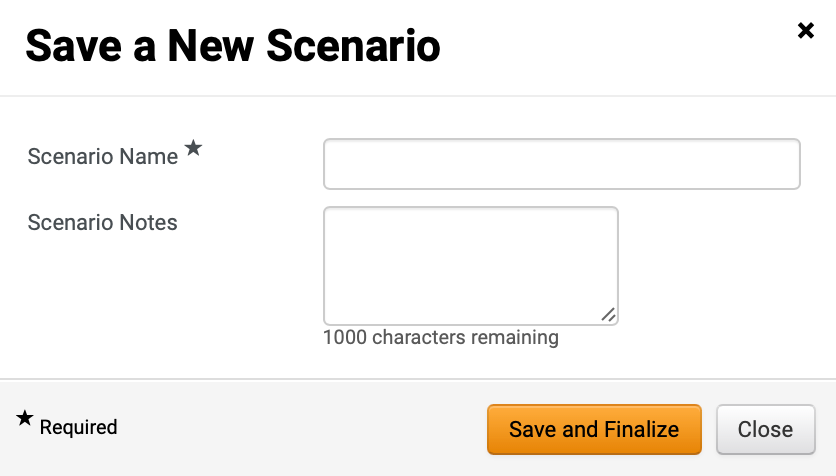 Save a New Scenario
Scenario Name ★
Scenario Notes
1000 characters remaining
★ Required
Save and Finalize
Close